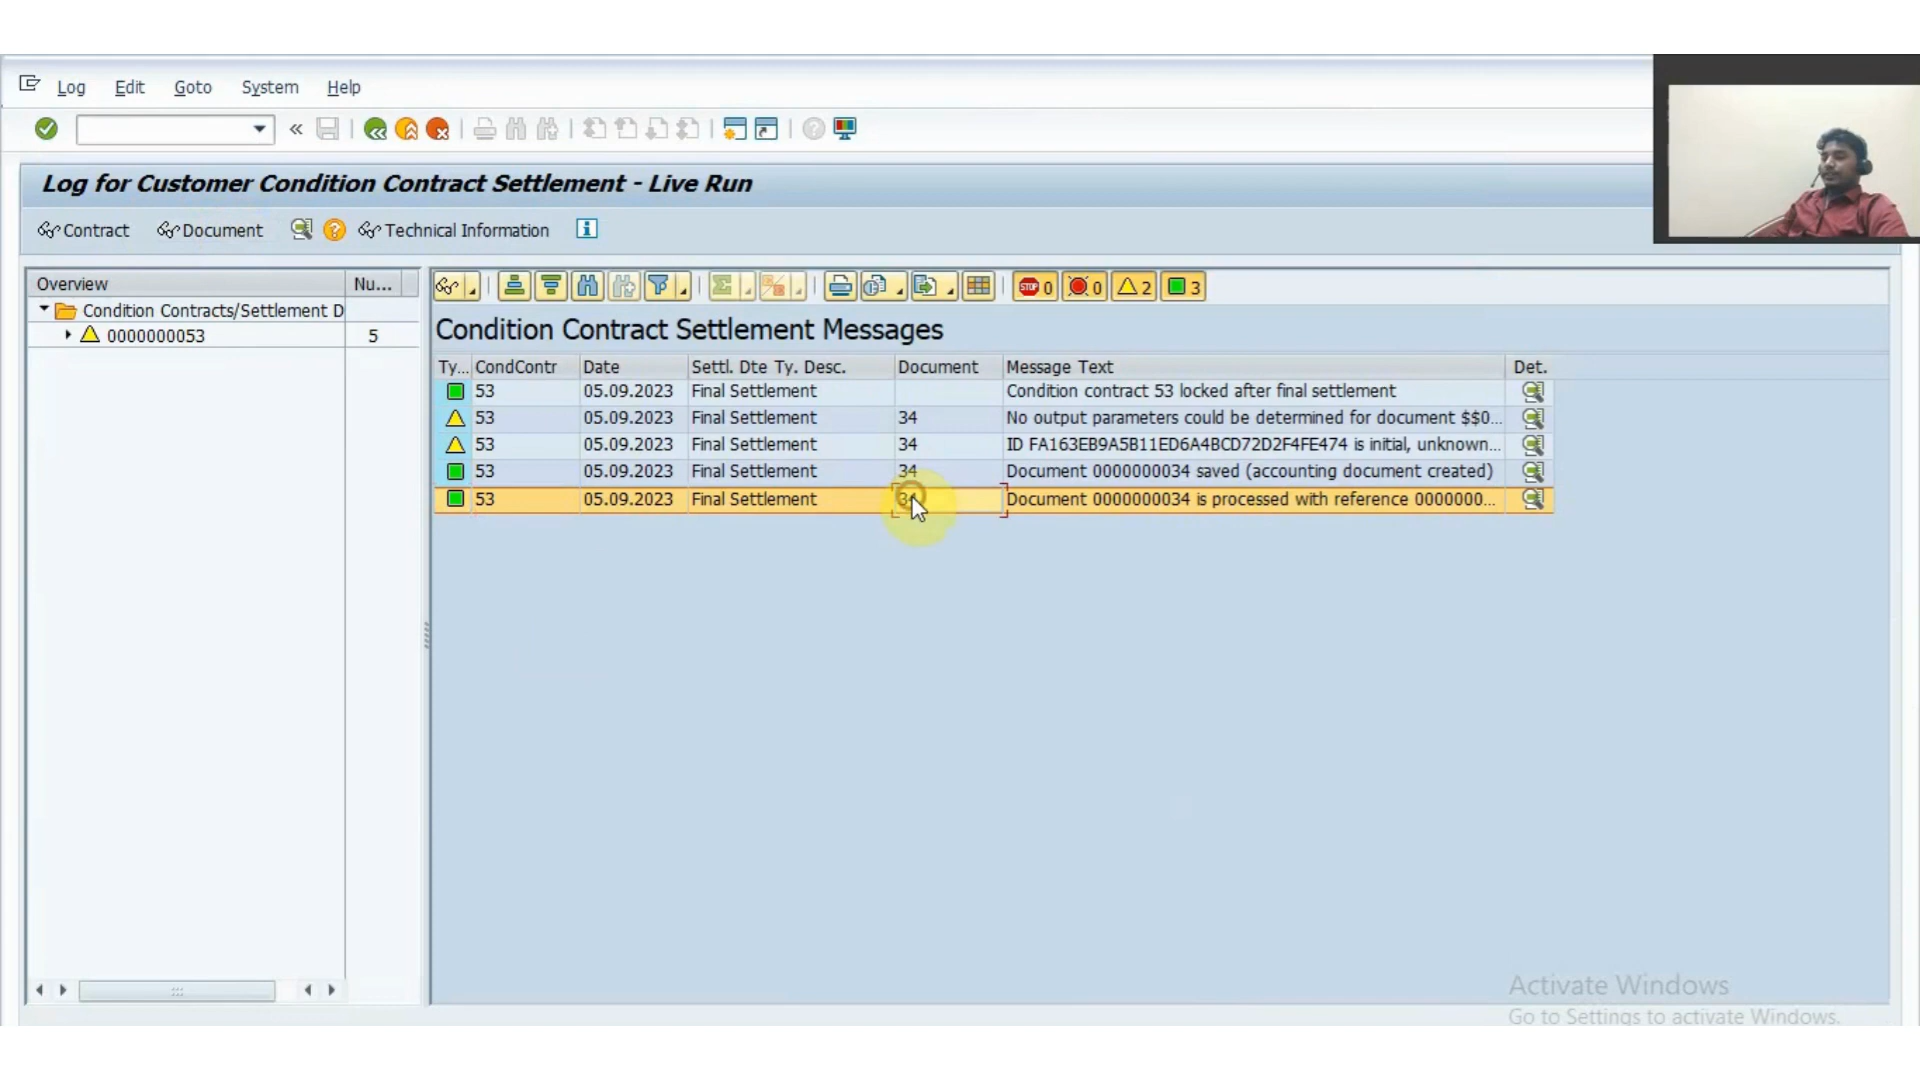 Log Edit Goto System Help
Log for Customer Condition Contract Settlement - Live Run
Contract Document Technical Information
Overview Nu...
Condition Contracts/Settlement D
0000000053 5
STOP 0 0 2 3
Condition Contract Settlement Messages
Ty... CondContr Date Settl. Dte Ty. Desc. Document Message Text Det.
53 05.09.2023 Final Settlement Condition contract 53 locked after final settlement
53 05.09.2023 Final Settlement 34 No output parameters could be determined for document $$0...
53 05.09.2023 Final Settlement 34 ID FA163EB9A5B11ED6A4BCD72D2F4FE474 is initial, unknown...
53 05.09.2023 Final Settlement 34 Document 0000000034 saved (accounting document created)
53 05.09.2023 Final Settlement 34 Document 0000000034 is processed with reference 0000000...
Activate Windows
Go to Settings to activate Windows.